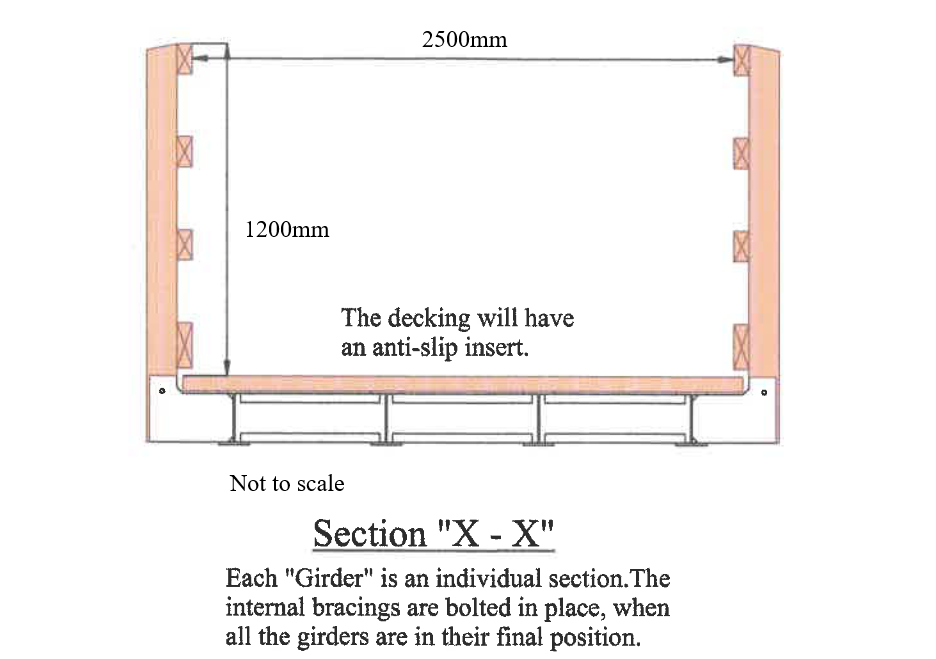 2500mm
1200mm
The decking will have
an anti-slip insert.
Not to scale
Section "X - X"
Each "Girder" is an individual section.The
internal bracings are bolted in place, when
all the girders are in their final position.